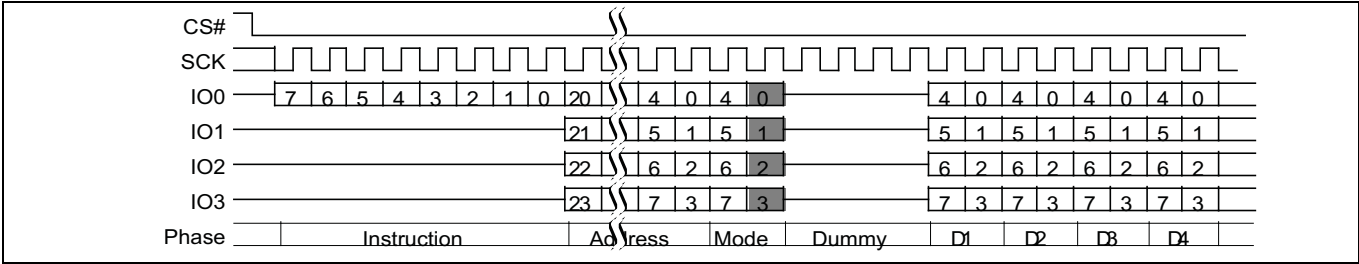 CS#
SCK
IO0 7 6 5 4 3 2 1 0 20 4 0 4 0 4 0 4 0 4 0 4 0
IO1 21 5 1 5 1 5 1 5 1 5 1 5 1
IO2 22 6 2 6 2 6 2 6 2 6 2 6 2
IO3 23 7 3 7 3 7 3 7 3 7 3 7 3
Phase Instruction Address Mode Dummy D1 D2 D3 D4